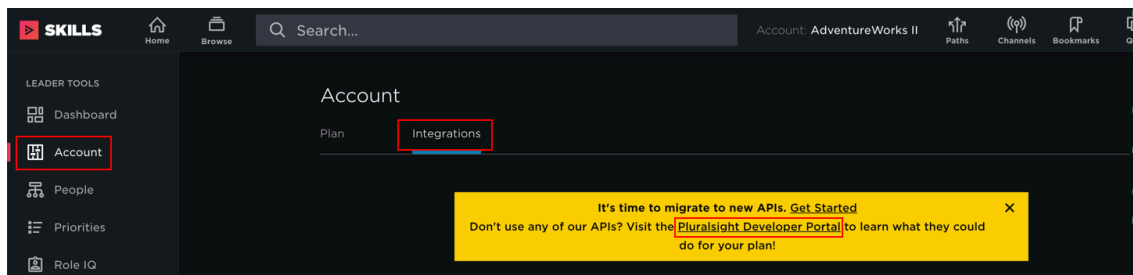 SKILLS
Home
Browse
Search...
Account: AdventureWorks II
Paths
Channels
Bookmarks
LEADER TOOLS
Dashboard
Account
People
Priorities
Role IQ
Account
Plan
Integrations
It's time to migrate to new APIs. Get Started
Don't use any of our APIs? Visit the Pluralsight Developer Portal to learn what they could
do for your plan!